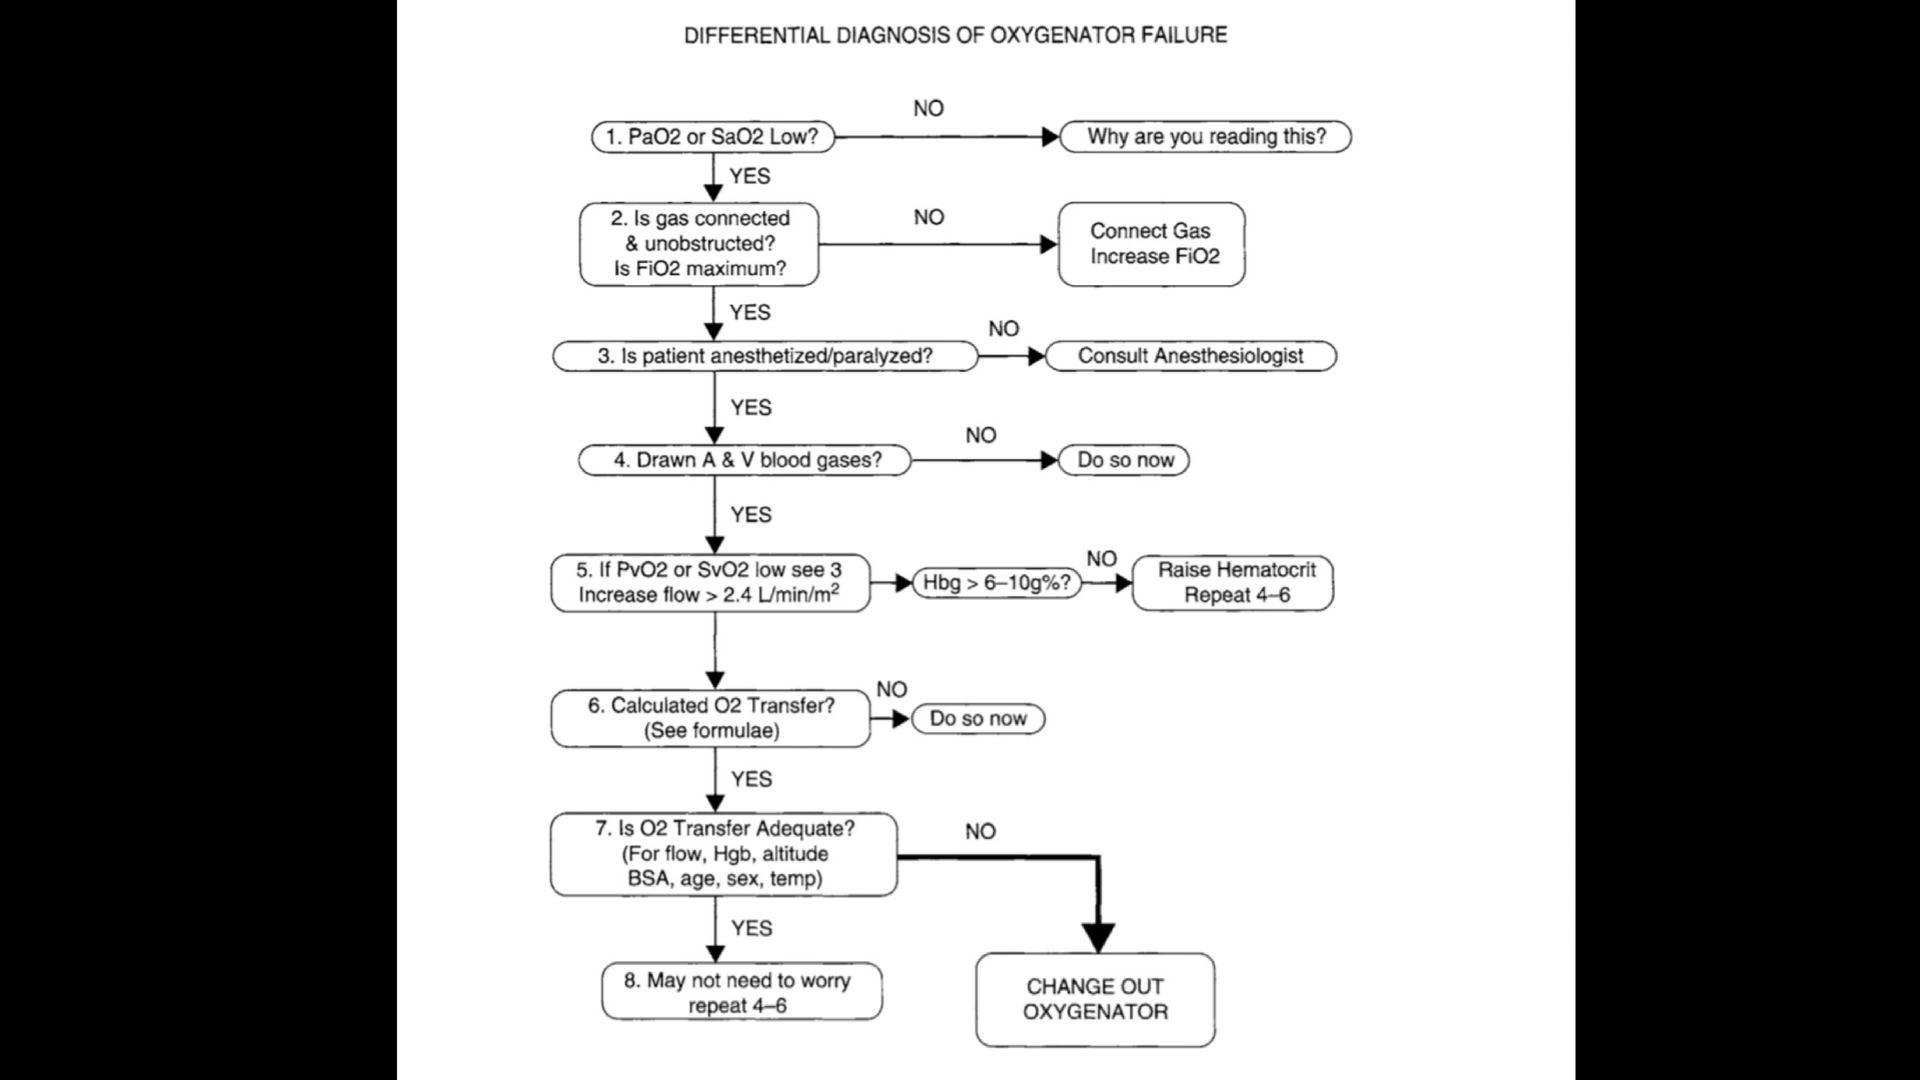 DIFFERENTIAL DIAGNOSIS OF OXYGENATOR FAILURE
NO
1. PaO2 or SaO2 Low?
Why are you reading this?
YES
2. Is gas connected
& unobstructed?
Is FiO2 maximum?
NO
Connect Gas
Increase FiO2
YES
NO
3. Is patient anesthetized/paralyzed?
Consult Anesthesiologist
YES
NO
4. Drawn A & V blood gases?
Do so now
YES
5. If PvO2 or SvO2 low see 3
Increase flow > 2.4 L/min/m²
Hbg > 6–10g%?
NO
Raise Hematocrit
Repeat 4–6
6. Calculated O2 Transfer?
(See formulae)
NO
Do so now
YES
7. Is O2 Transfer Adequate?
(For flow, Hgb, altitude
BSA, age, sex, temp)
NO
YES
8. May not need to worry
repeat 4–6
CHANGE OUT
OXYGENATOR